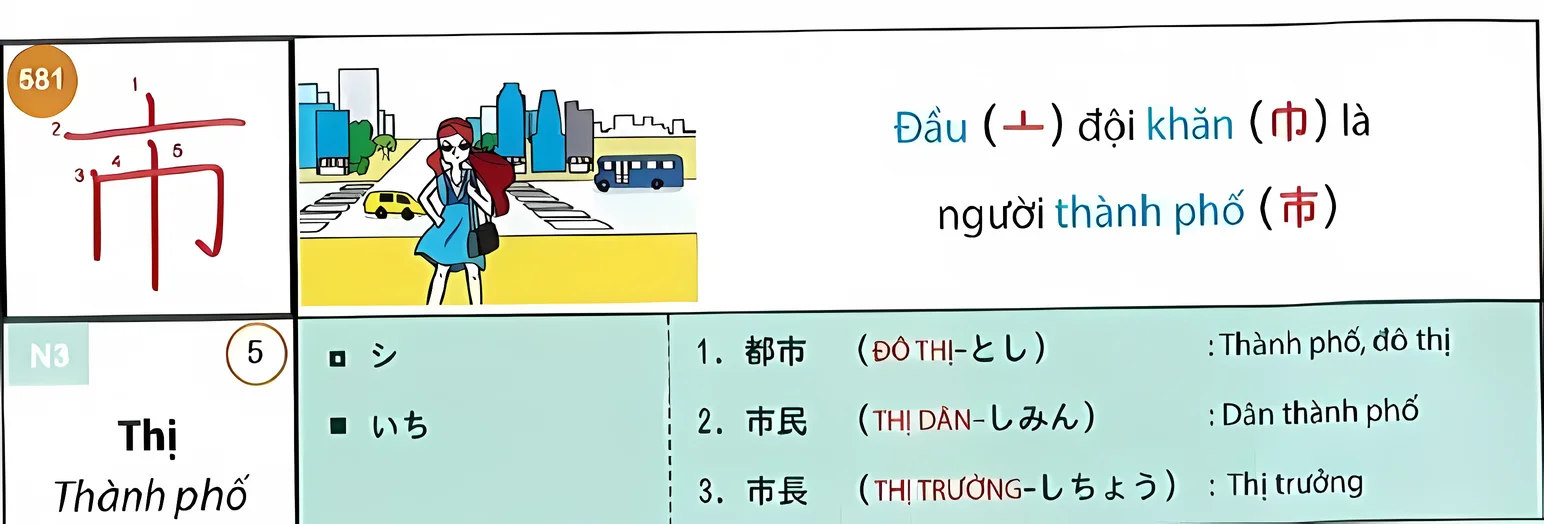 581
市
1
2
3
4
5
Đầu (亠) đội khăn (巾) là
người thành phố (市)
N3
5
Thị
Thành phố
シ
いち
1. 都市 (ĐÔ THỊ-とし) : Thành phố, đô thị
2. 市民 (THỊ DÂN-しみん) : Dân thành phố
3. 市長 (THỊ TRƯỜNG-しちょう) : Thị trưởng